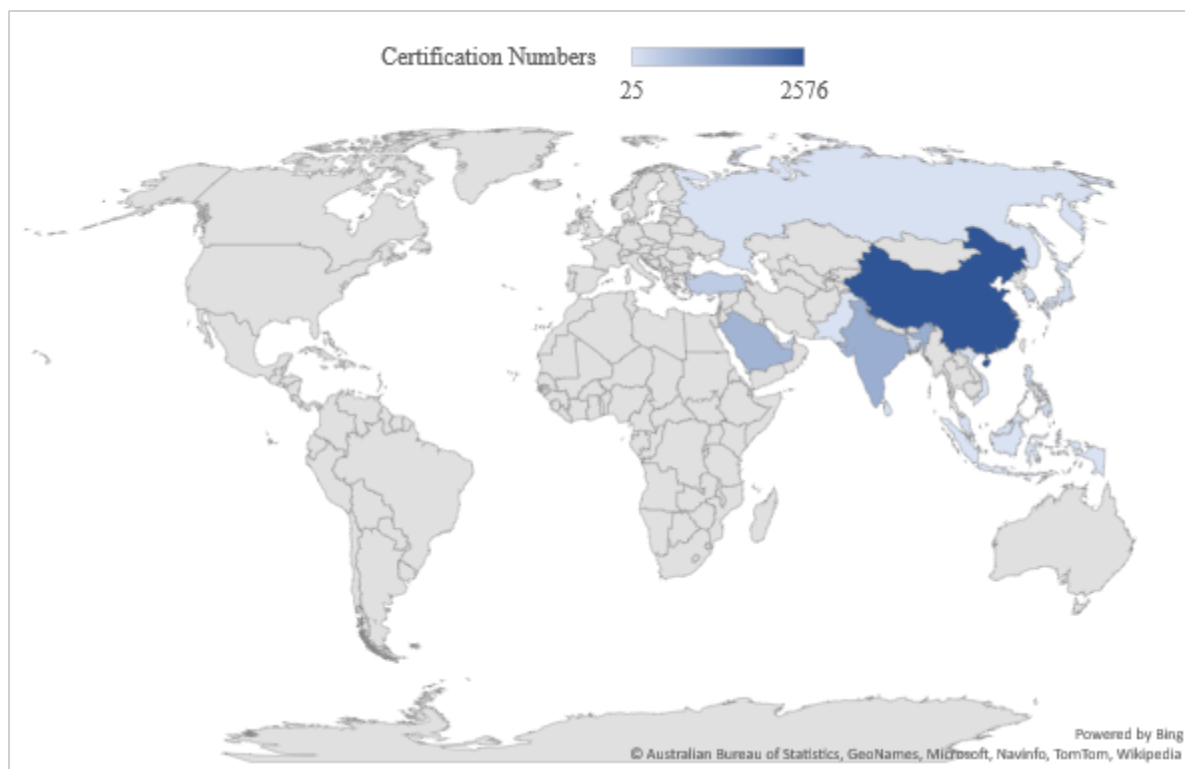 Certification Numbers
25 2576
Powered by Bing
© Australian Bureau of Statistics, GeoNames, Microsoft, Navinfo, TomTom, Wikipedia